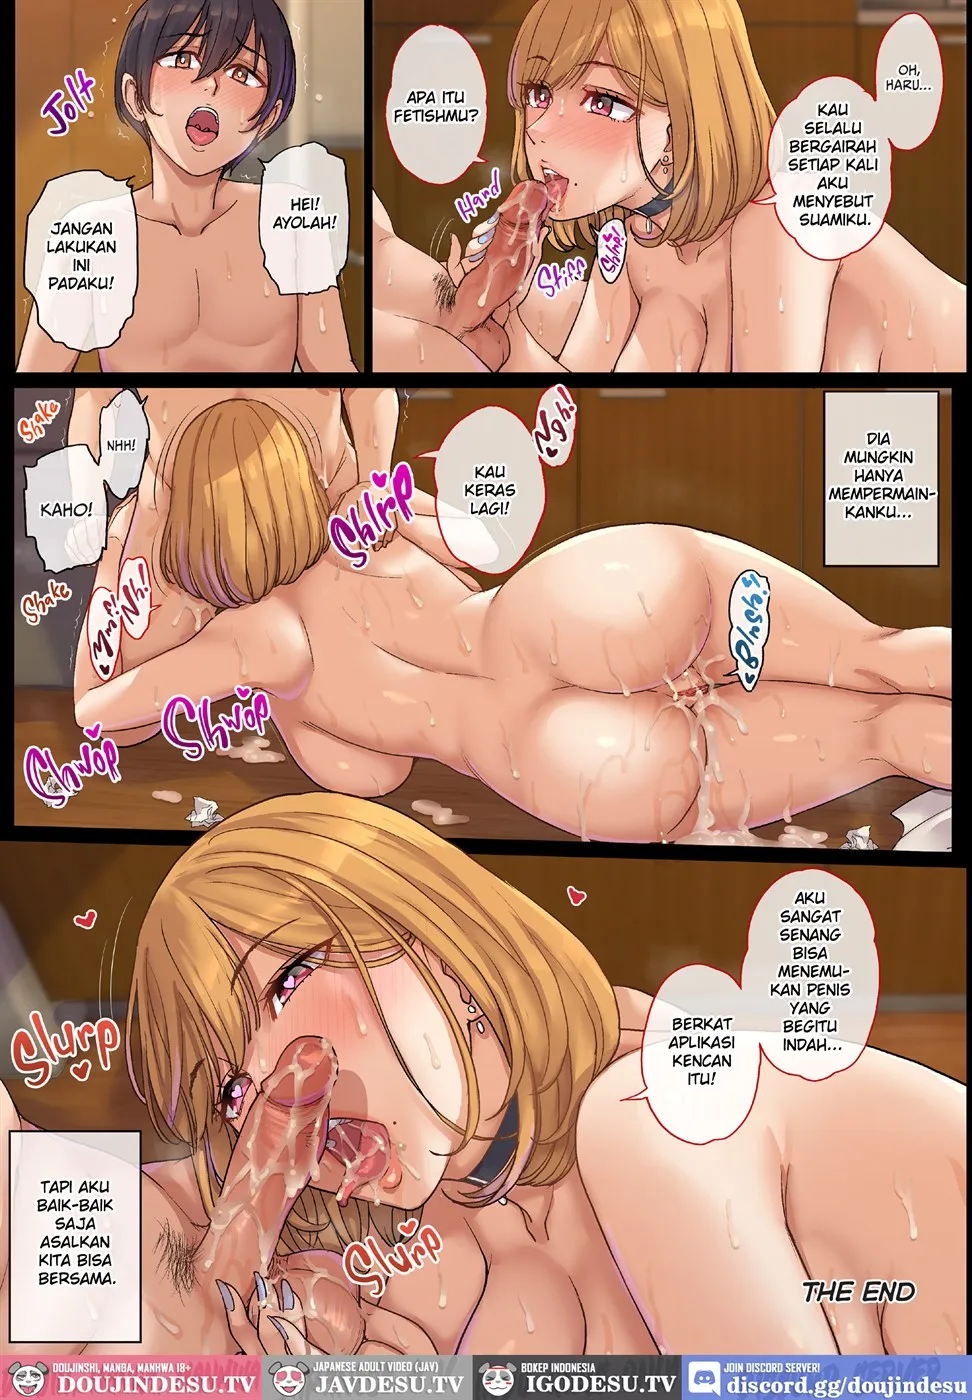 Jolt
HEI!
AYOLAH!
JANGAN
LAKUKAN
INI
PADAKU!
OH,
HARU...
KAU
SELALU
BERGAIRAH
SETIAP KALI
AKU
MENYEBUT
SUAMIKU.
APA ITU
FETISHMU?
Hard
Stiff
Shlrp!
DIA
MUNGKIN
HANYA
MEMPERMAIN-
KANKU...
Ngh!
KAU
KERAS
LAGI!
Shake
NHH!
KAHO!
Shlrp
Shake
Nh!
Mmf!
Shwop
Shwop
AKU
SANGAT
SENANG
BISA
MENEMU-
KAN PENIS
YANG
BEGITU
INDAH...
BERKAT
APLIKASI
KENCAN
ITU!
Slurp
Slurp
TAPI AKU
BAIK-BAIK
SAJA
ASALKAN
KITA BISA
BERSAMA.
THE END
DOUJINSHI, MANGA, MANHWA 18+
DOUJINDESU.TV
JAPANESE ADULT VIDEO (JAV)
JAVDESU.TV
BOKEP INDONESIA
IGODESU.TV
JOIN DISCORD SERVER!
discord.gg/doujindesu